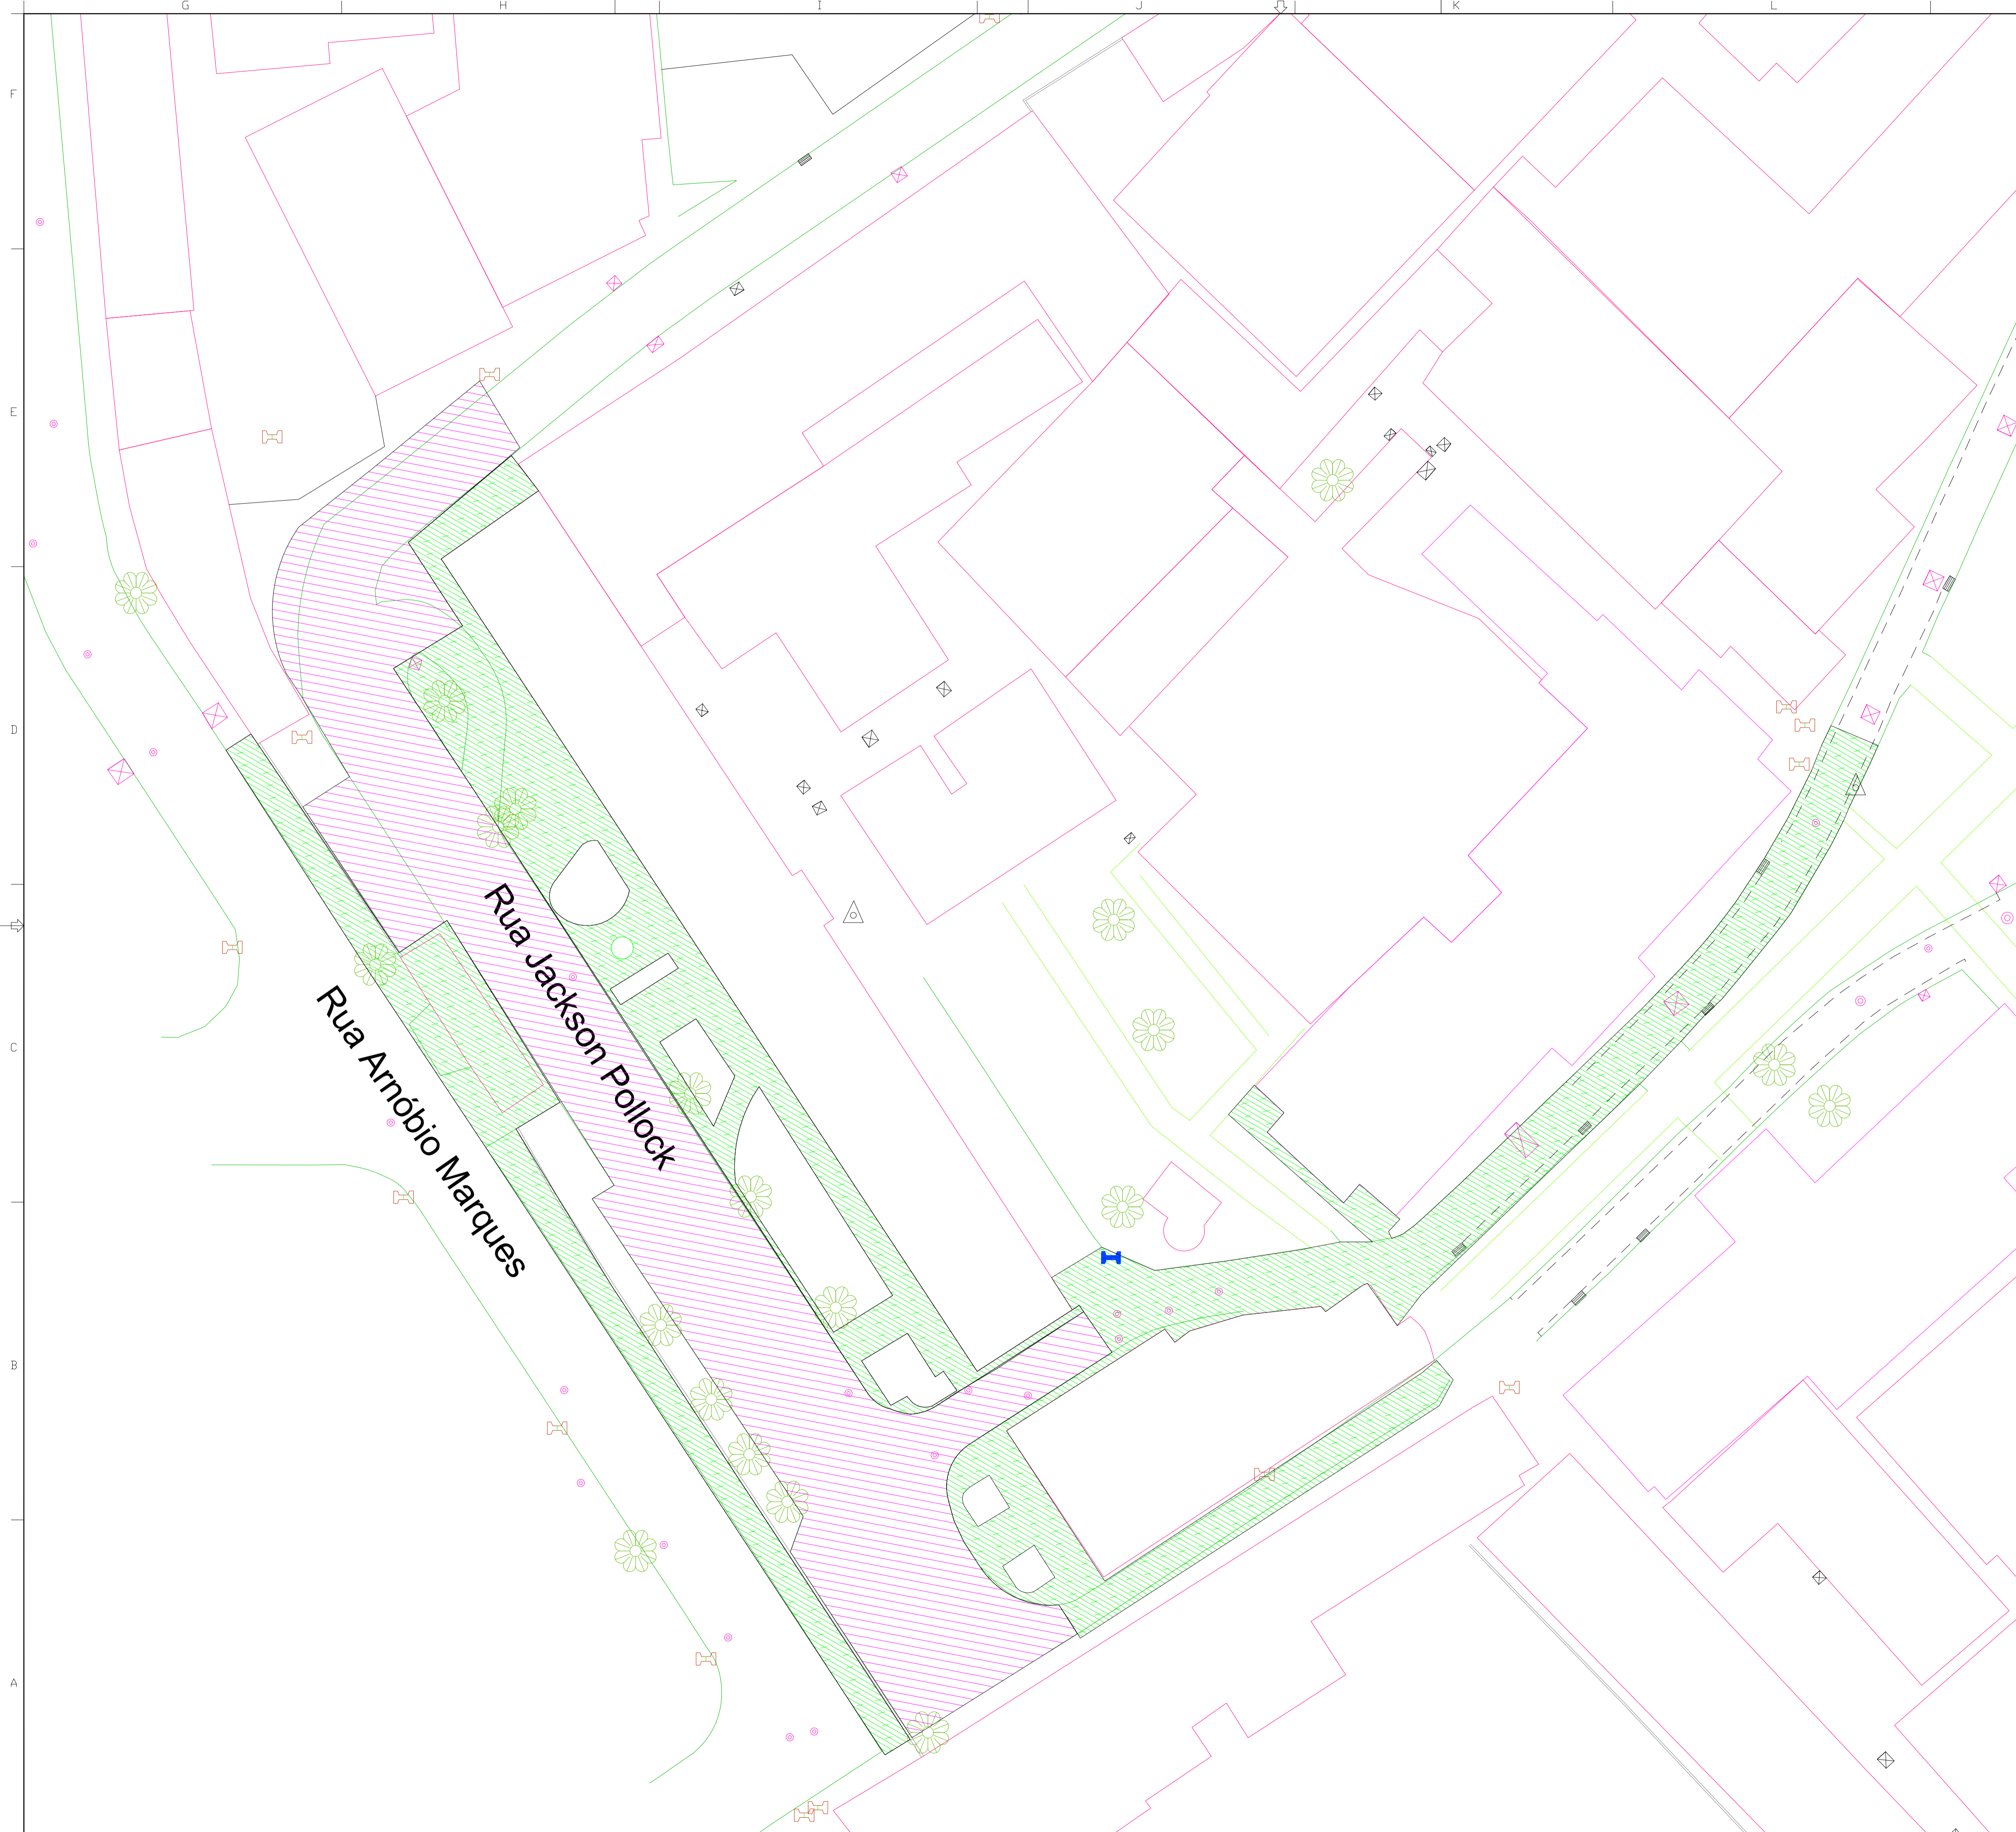 G H I J K L
F
E
D
C
B
A
Rua Jackson Pollock
Rua Arnóbio Marques